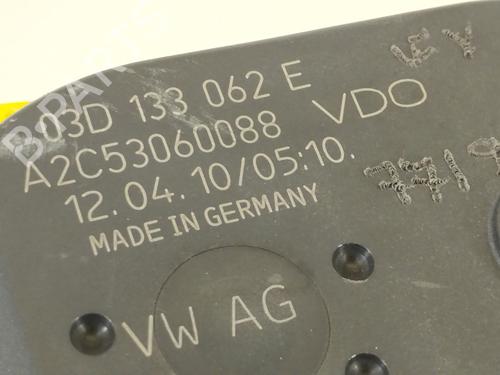 03D 133 062 E
A2C53060088 VDO
12.04.10/05:10.
MADE IN GERMANY
VW AG